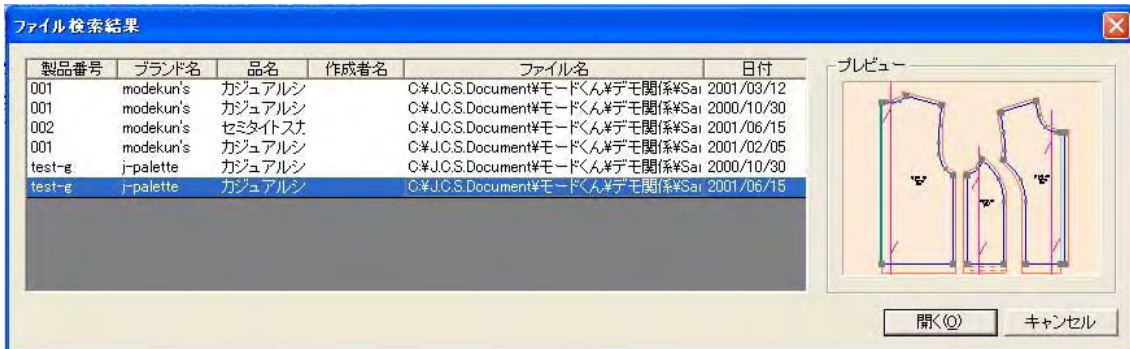 ファイル検索結果
製品番号 ブランド名 品名 作成者名 ファイル名 日付
001 modekun's カジュアルシ C:¥J.C.S.Document¥モードくん¥デモ関係¥Sa 2001/03/12
001 modekun's カジュアルシ C:¥J.C.S.Document¥モードくん¥デモ関係¥Sa 2000/10/30
002 modekun's セミタイトスカ C:¥J.C.S.Document¥モードくん¥デモ関係¥Sa 2001/06/15
001 modekun's カジュアルシ C:¥J.C.S.Document¥モードくん¥デモ関係¥Sa 2001/02/05
test-g j-palette カジュアルシ C:¥J.C.S.Document¥モードくん¥デモ関係¥Sa 2000/10/30
test-g j-palette カジュアルシ C:¥J.C.S.Document¥モードくん¥デモ関係¥Sa 2001/06/15
プレビュー
開く(O) キャンセル